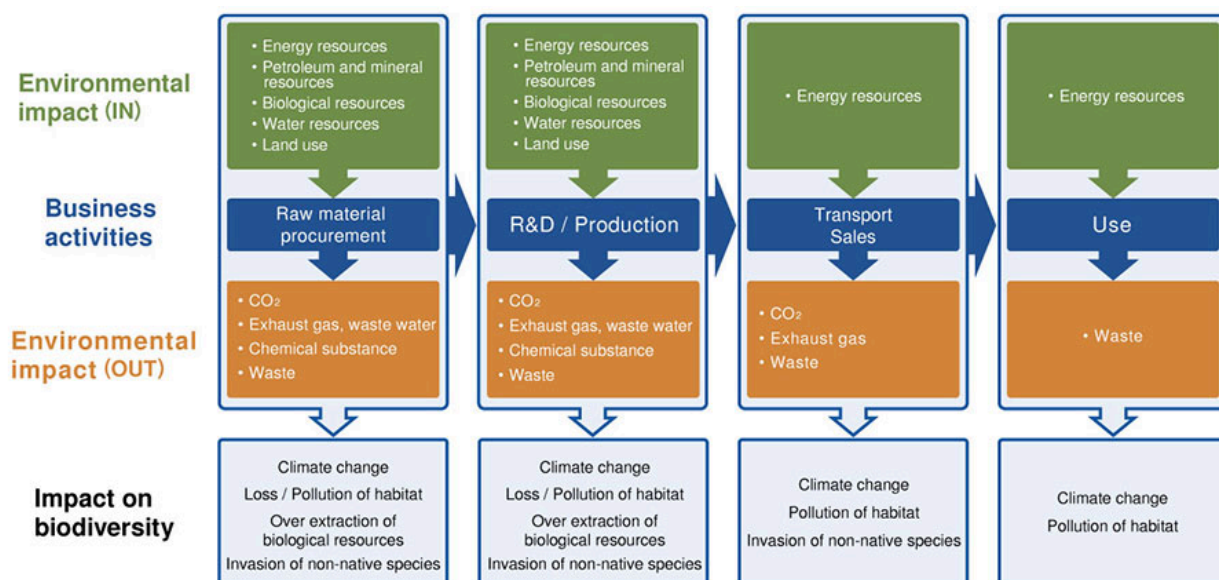 Environmental
impact (IN)
• Energy resources
• Petroleum and mineral
resources
• Biological resources
• Water resources
• Land use
• Energy resources
• Petroleum and mineral
resources
• Biological resources
• Water resources
• Land use
• Energy resources
• Energy resources
Business
activities
Raw material
procurement
R&D / Production
Transport
Sales
Use
Environmental
impact (OUT)
• CO₂
• Exhaust gas, waste water
• Chemical substance
• Waste
• CO₂
• Exhaust gas, waste water
• Chemical substance
• Waste
• CO₂
• Exhaust gas
• Waste
• Waste
Impact on
biodiversity
Climate change
Loss / Pollution of habitat
Over extraction of
biological resources
Invasion of non-native species
Climate change
Loss / Pollution of habitat
Over extraction of
biological resources
Invasion of non-native species
Climate change
Pollution of habitat
Invasion of non-native species
Climate change
Pollution of habitat